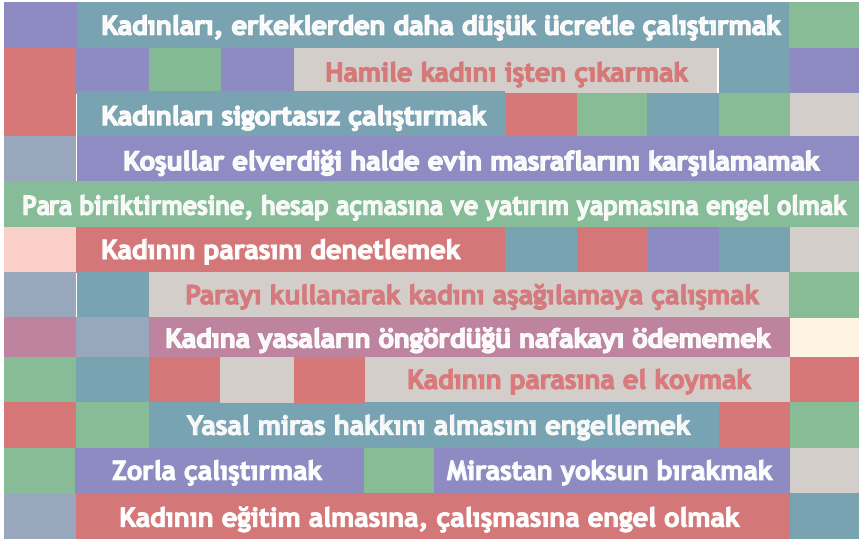 Kadınları, erkeklerden daha düşük ücretle çalıştırmak
Hamile kadını işten çıkarmak
Kadınları sigortasız çalıştırmak
Koşullar elverdiği halde evin masraflarını karşılamamak
Para biriktirmesine, hesap açmasına ve yatırım yapmasına engel olmak
Kadının parasını denetlemek
Parayı kullanarak kadını aşağılamaya çalışmak
Kadına yasaların öngördüğü nafakayı ödememek
Kadının parasına el koymak
Yasal miras hakkını almasını engellemek
Zorla çalıştırmak Mirastan yoksun bırakmak
Kadının eğitim almasına, çalışmasına engel olmak